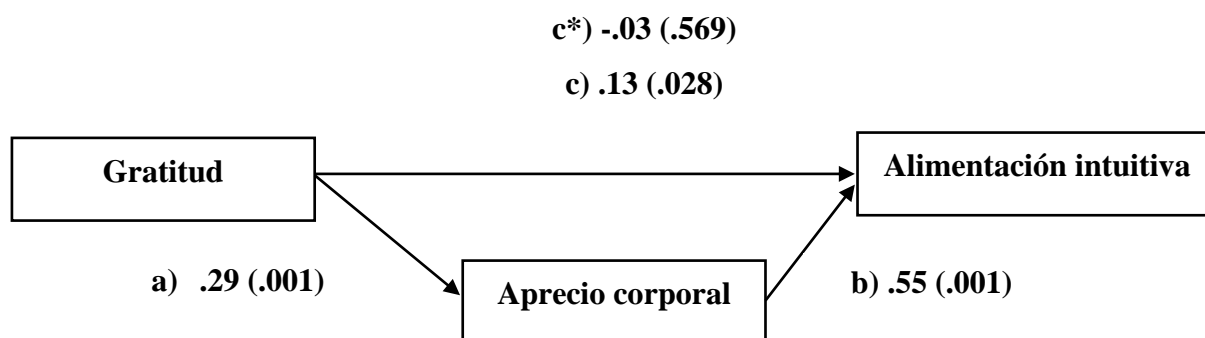 c*) -.03 (.569)
c) .13 (.028)
Gratitud
Alimentación intuitiva
a) .29 (.001)
Aprecio corporal
b) .55 (.001)